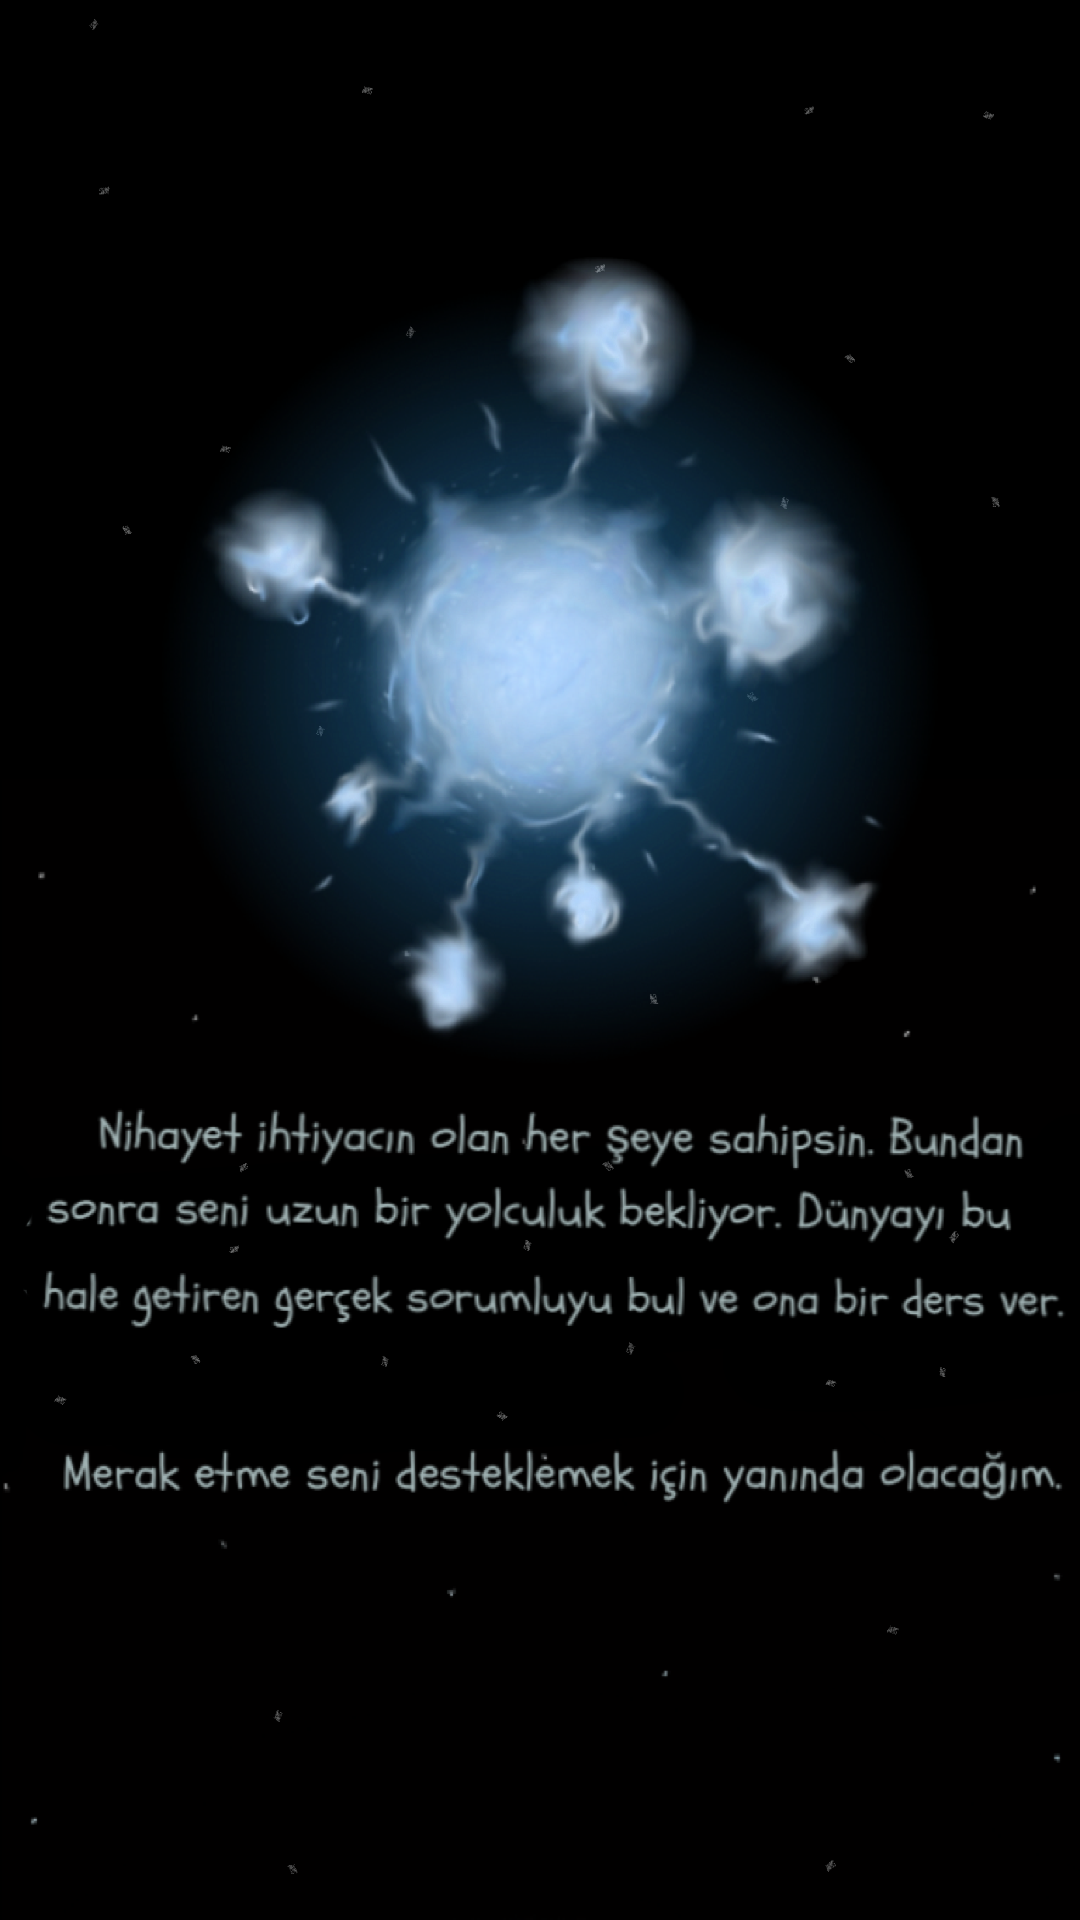 Nihayet ihtiyacın olan her şeye sahipsin. Bundan
sonra seni uzun bir yolculuk bekliyor. Dünyayı bu
hale getiren gerçek sorumluyu bul ve ona bir ders ver.
Merak etme seni desteklemek için yanında olacağım.